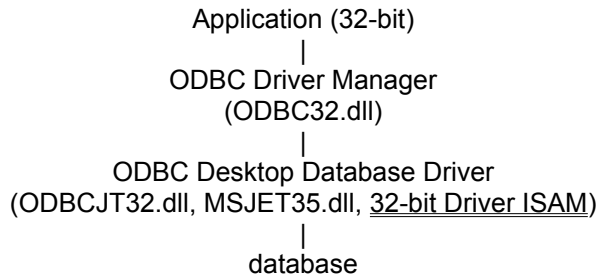 Application (32-bit)
|
ODBC Driver Manager
(ODBC32.dll)
|
ODBC Desktop Database Driver
(ODBCJT32.dll, MSJET35.dll, 32-bit Driver ISAM)
|
database